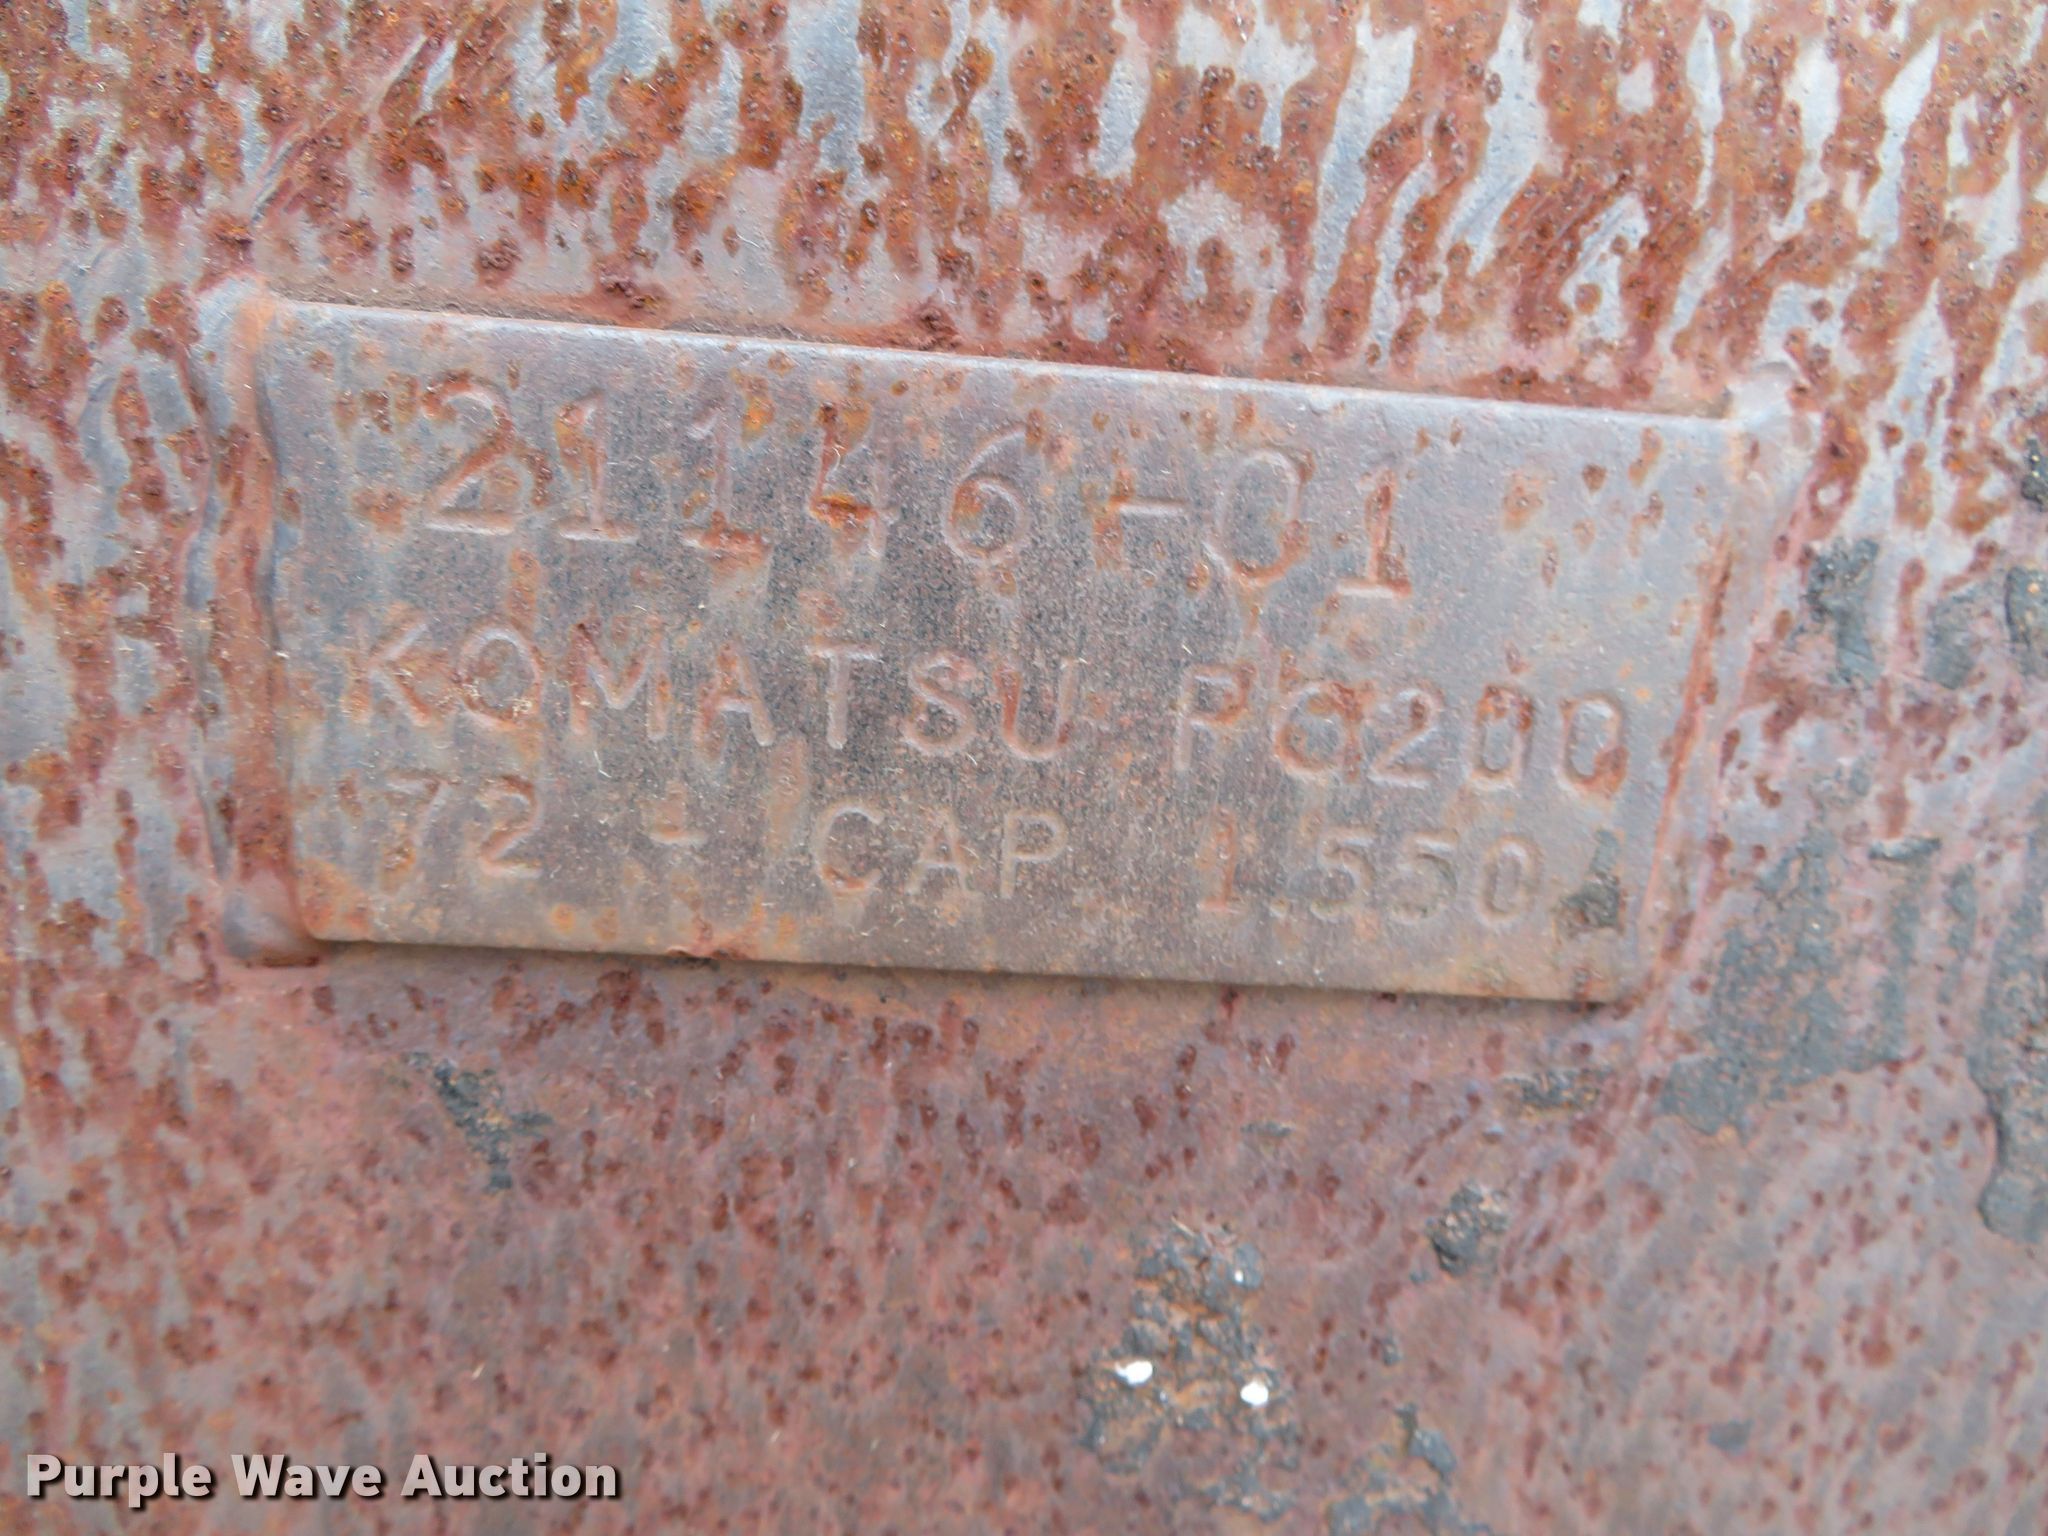 21146-01
KOMATSU PC200
72 - CAP 1.550
Purple Wave Auction